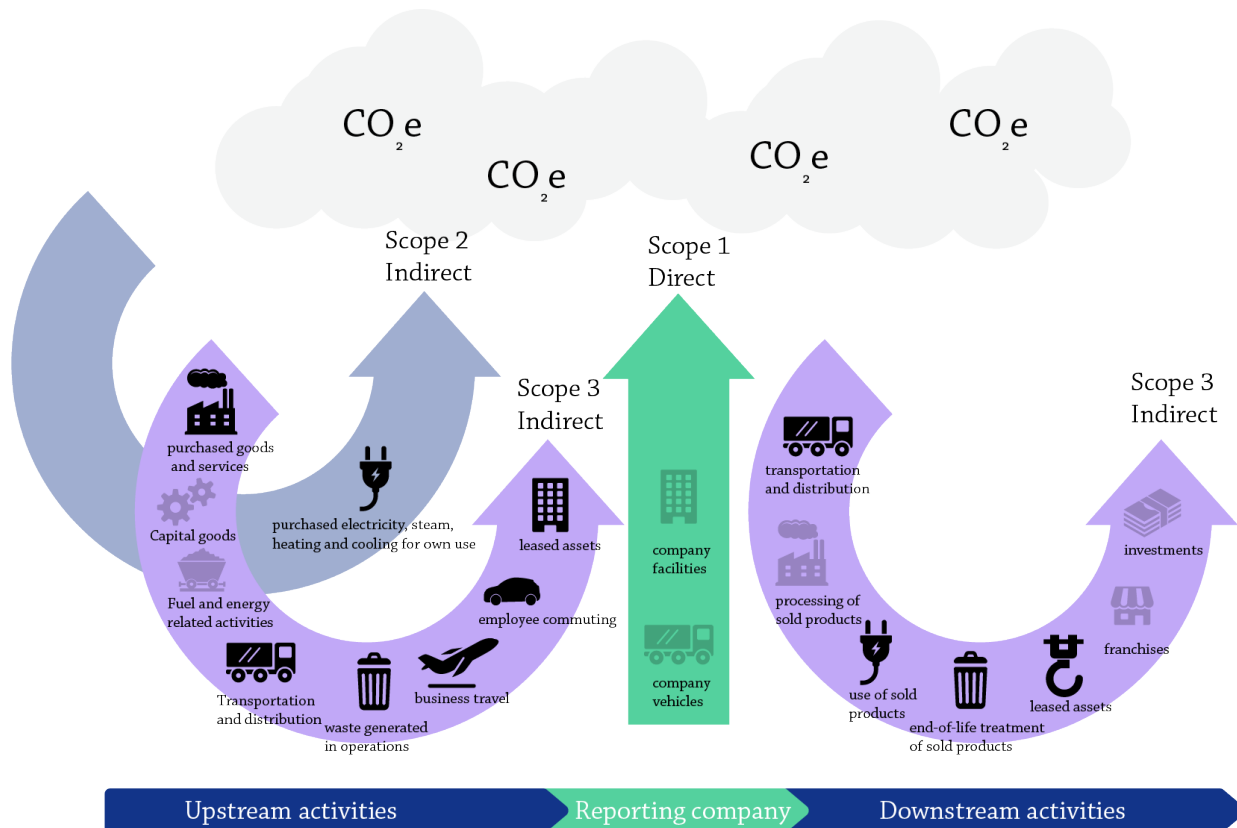 CO₂e
CO₂e
CO₂e
CO₂e
Scope 2
Indirect
Scope 1
Direct
Scope 3
Indirect
Scope 3
Indirect
purchased goods
and services
Capital goods
Fuel and energy
related activities
Transportation
and distribution
waste generated
in operations
business travel
employee commuting
leased assets
purchased electricity, steam,
heating and cooling for own use
company
facilities
company
vehicles
transportation
and distribution
processing of
sold products
use of sold
products
end-of-life treatment
of sold products
leased assets
franchises
investments
Upstream activities
Reporting company
Downstream activities